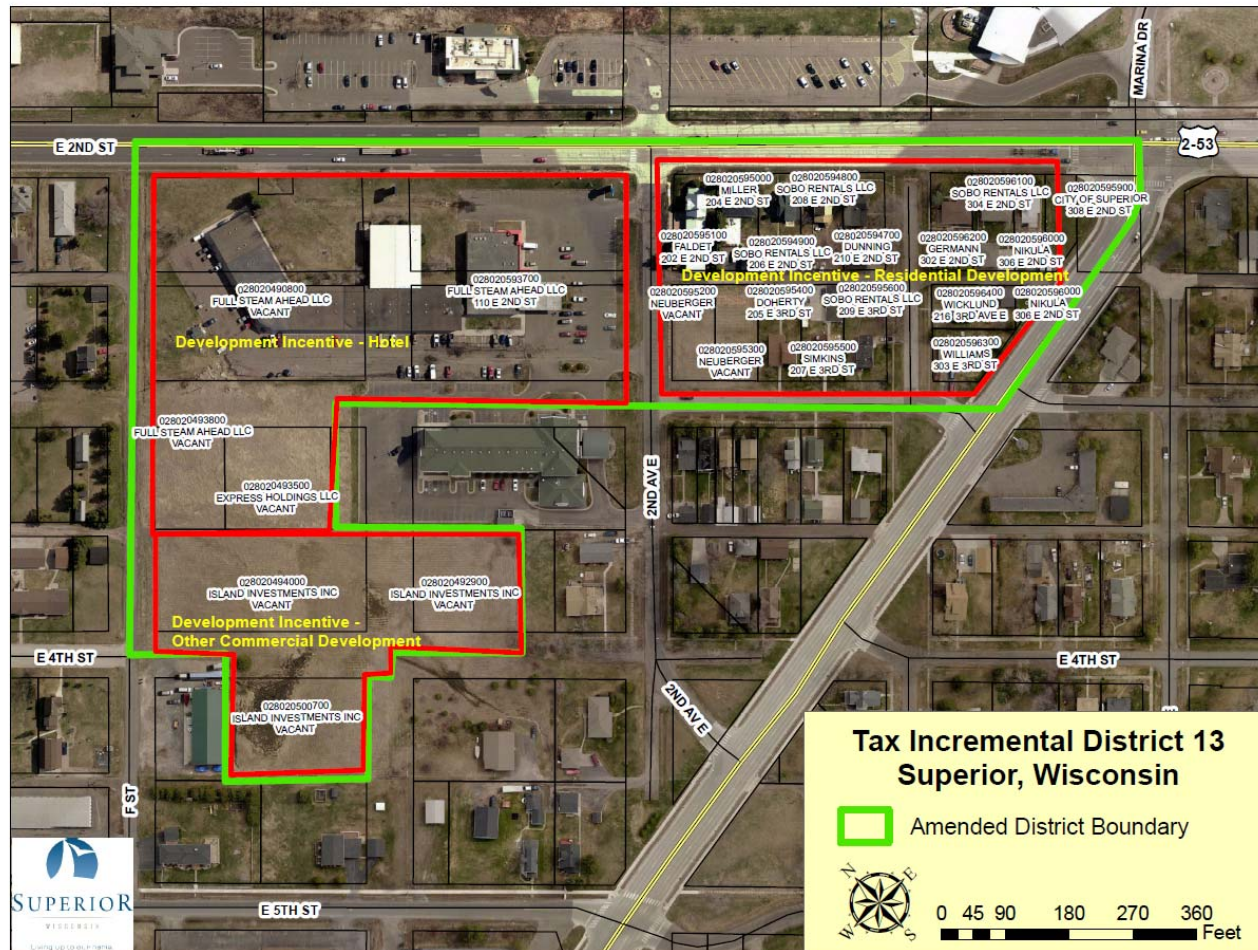 MARINA DR
E 2ND ST
2-53
028020595000
MILLER
204 E 2ND ST
028020594800
SOBO RENTALS LLC
208 E 2ND ST
028020596100
SOBO RENTALS LLC
304 E 2ND ST
028020595900
CITY OF SUPERIOR
308 E 2ND ST
028020595100
FALDET
202 E 2ND ST
028020594900
SOBO RENTALS LLC
206 E 2ND ST
028020594700
DUNNING
210 E 2ND ST
028020596200
GERMANN
302 E 2ND ST
028020596000
NIKULA
306 E 2ND ST
Development Incentive - Residential Development
028020490800
FULL STEAM AHEAD LLC
VACANT
028020593700
FULL STEAM AHEAD LLC
110 E 2ND ST
028020595200
NEUBERGER
VACANT
028020595400
DOHERTY
205 E 3RD ST
028020595600
SOBO RENTALS LLC
209 E 3RD ST
028020596400
WICKLUND
216 3RD AVE E
028020596000
NIKULA
306 E 2ND ST
Development Incentive - Hotel
028020595300
NEUBERGER
VACANT
028020595500
SIMKINS
207 E 3RD ST
028020596300
WILLIAMS
303 E 3RD ST
028020493800
FULL STEAM AHEAD LLC
VACANT
028020493500
EXPRESS HOLDINGS LLC
VACANT
2ND AV E
028020494000
ISLAND INVESTMENTS INC
VACANT
028020492900
ISLAND INVESTMENTS INC
VACANT
Development Incentive -
Other Commercial Development
E 4TH ST
E 4TH ST
2ND AV E
028020500700
ISLAND INVESTMENTS INC
VACANT
F ST
E 5TH ST
SUPERIOR
WISCONSIN
Tax Incremental District 13
Superior, Wisconsin
Amended District Boundary
N
E
W
S
0 45 90 180 270 360
Feet